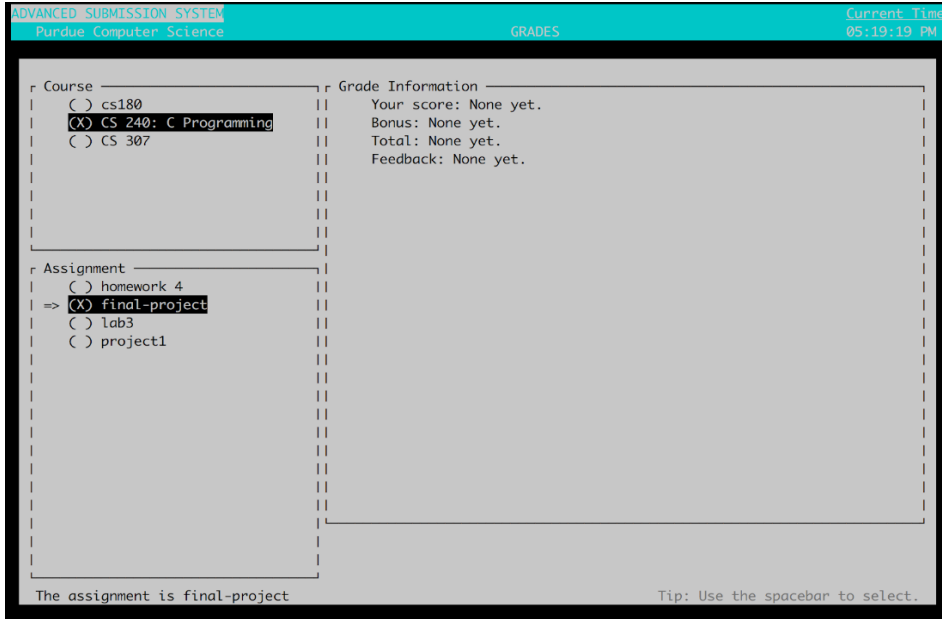 ADVANCED SUBMISSION SYSTEM
Current Time
Purdue Computer Science
GRADES
05:19:19 PM
Course
( ) cs180
(X) CS 240: C Programming
( ) CS 307
Grade Information
Your score: None yet.
Bonus: None yet.
Total: None yet.
Feedback: None yet.
Assignment
( ) homework 4
=> (X) final-project
( ) lab3
( ) project1
The assignment is final-project
Tip: Use the spacebar to select.